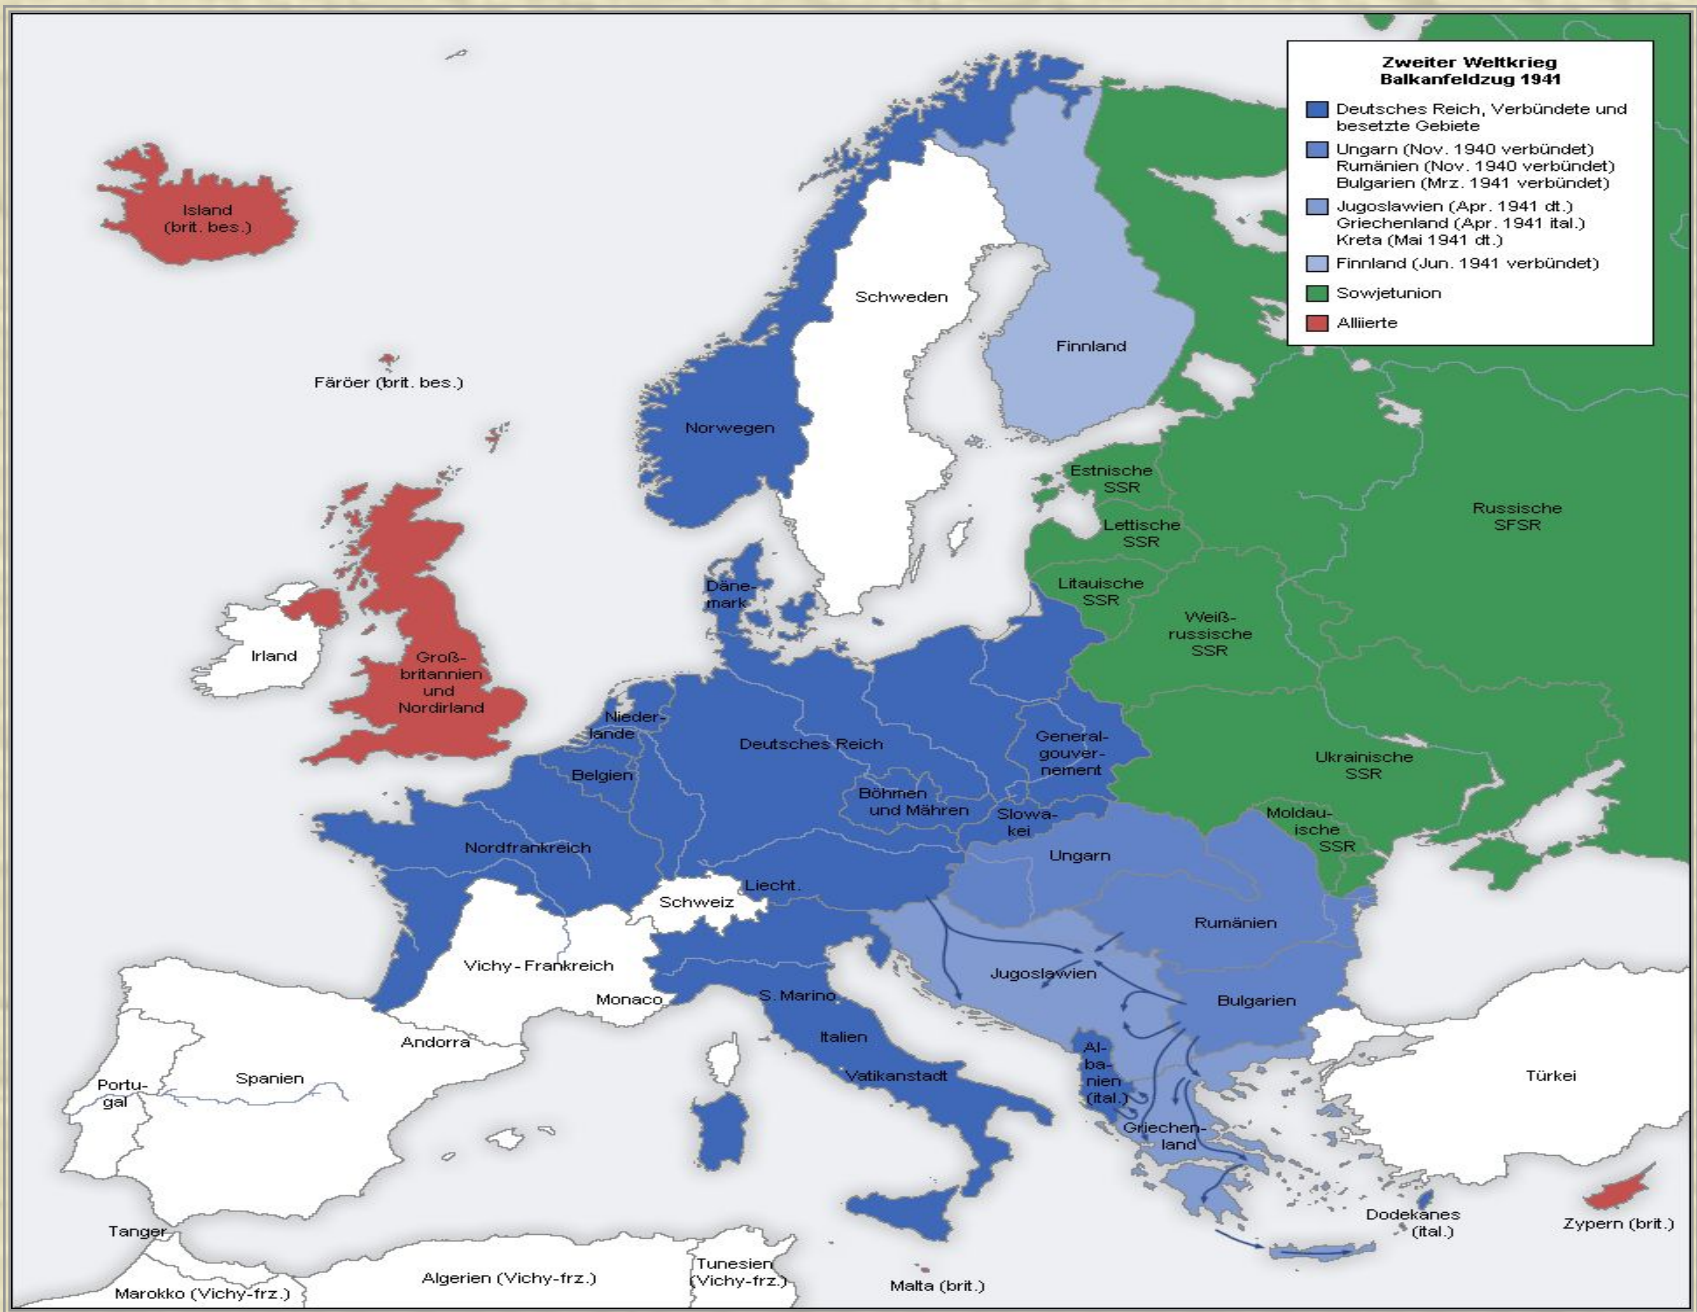 Zweiter Weltkrieg
Balkanfeldzug 1941
Deutsches Reich, Verbündete und
besetzte Gebiete
Ungarn (Nov. 1940 verbündet)
Rumänien (Nov. 1940 verbündet)
Bulgarien (Mrz. 1941 verbündet)
Jugoslawien (Apr. 1941 dt.)
Griechenland (Apr. 1941 ital.)
Kreta (Mai 1941 dt.)
Finnland (Jun. 1941 verbündet)
Sowjetunion
Alliierte
Island
(brit. bes.)
Schweden
Finnland
Färöer (brit. bes.)
Norwegen
Estnische
SSR
Russische
SFSR
Lettische
SSR
Litauische
SSR
Däne-
mark
Weiß-
russische
SSR
Irland
Groß-
britannien
und
Nordirland
Nieder-
lande
Deutsches Reich
General-
gouver-
nement
Ukrainische
SSR
Belgien
Böhmen
und Mähren
Slowa-
kei
Moldau-
ische
SSR
Nordfrankreich
Ungarn
Liecht.
Schweiz
Rumänien
Vichy-Frankreich
Jugoslawien
Monaco
S. Marino
Bulgarien
Andorra
Italien
Al-
ba-
nien
(ital.)
Spanien
Vatikanstadt
Türkei
Portu-
gal
Griechen-
land
Dodekanes
(ital.)
Zypern (brit.)
Tanger
Tunesien
(Vichy-frz.)
Algerien (Vichy-frz.)
Malta (brit.)
Marokko (Vichy-frz.)